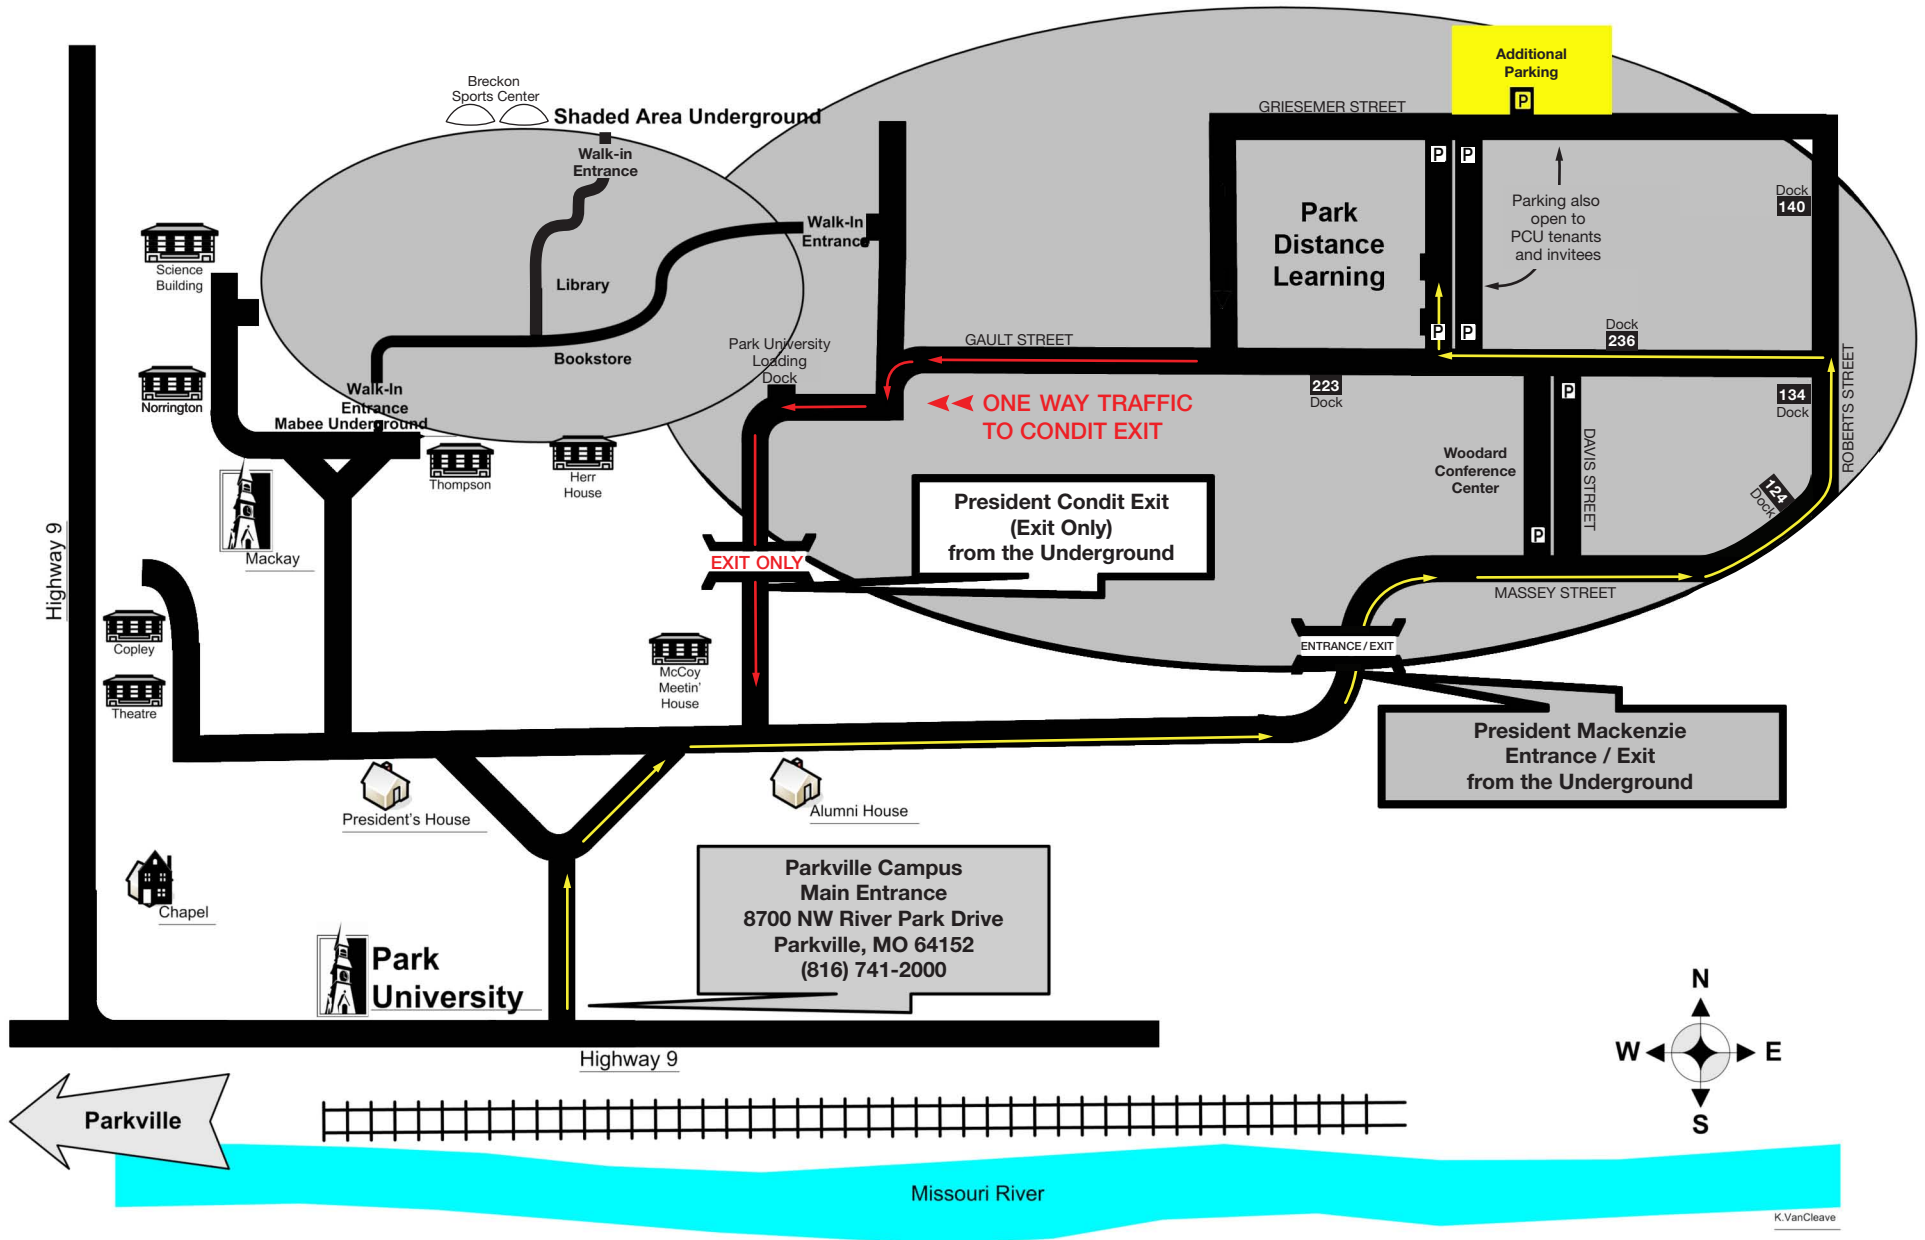 Additional
Parking
P
GRIESEMER STREET
Breckon
Sports Center
Shaded Area Underground
Walk-in
Entrance
P
P
Park
Distance
Learning
Parking also
open to
PCU tenants
and invitees
Dock
140
Walk-In
Entrance
Science
Building
Library
Bookstore
Park University
Loading
Dock
GAULT STREET
P
P
Dock
236
ROBERTS STREET
Norrington
Walk-In
Entrance
Mabee Underground
223
Dock
P
134
Dock
ONE WAY TRAFFIC
TO CONDIT EXIT
Thompson
Herr
House
Woodard
Conference
Center
DAVIS STREET
124
Dock
Mackay
President Condit Exit
(Exit Only)
from the Underground
P
Highway 9
EXIT ONLY
MASSEY STREET
Copley
Theatre
McCoy
Meetin'
House
ENTRANCE / EXIT
President Mackenzie
Entrance / Exit
from the Underground
President's House
Alumni House
Chapel
Parkville Campus
Main Entrance
8700 NW River Park Drive
Parkville, MO 64152
(816) 741-2000
Park
University
Highway 9
N
W
E
S
Parkville
Missouri River
K.VanCleave